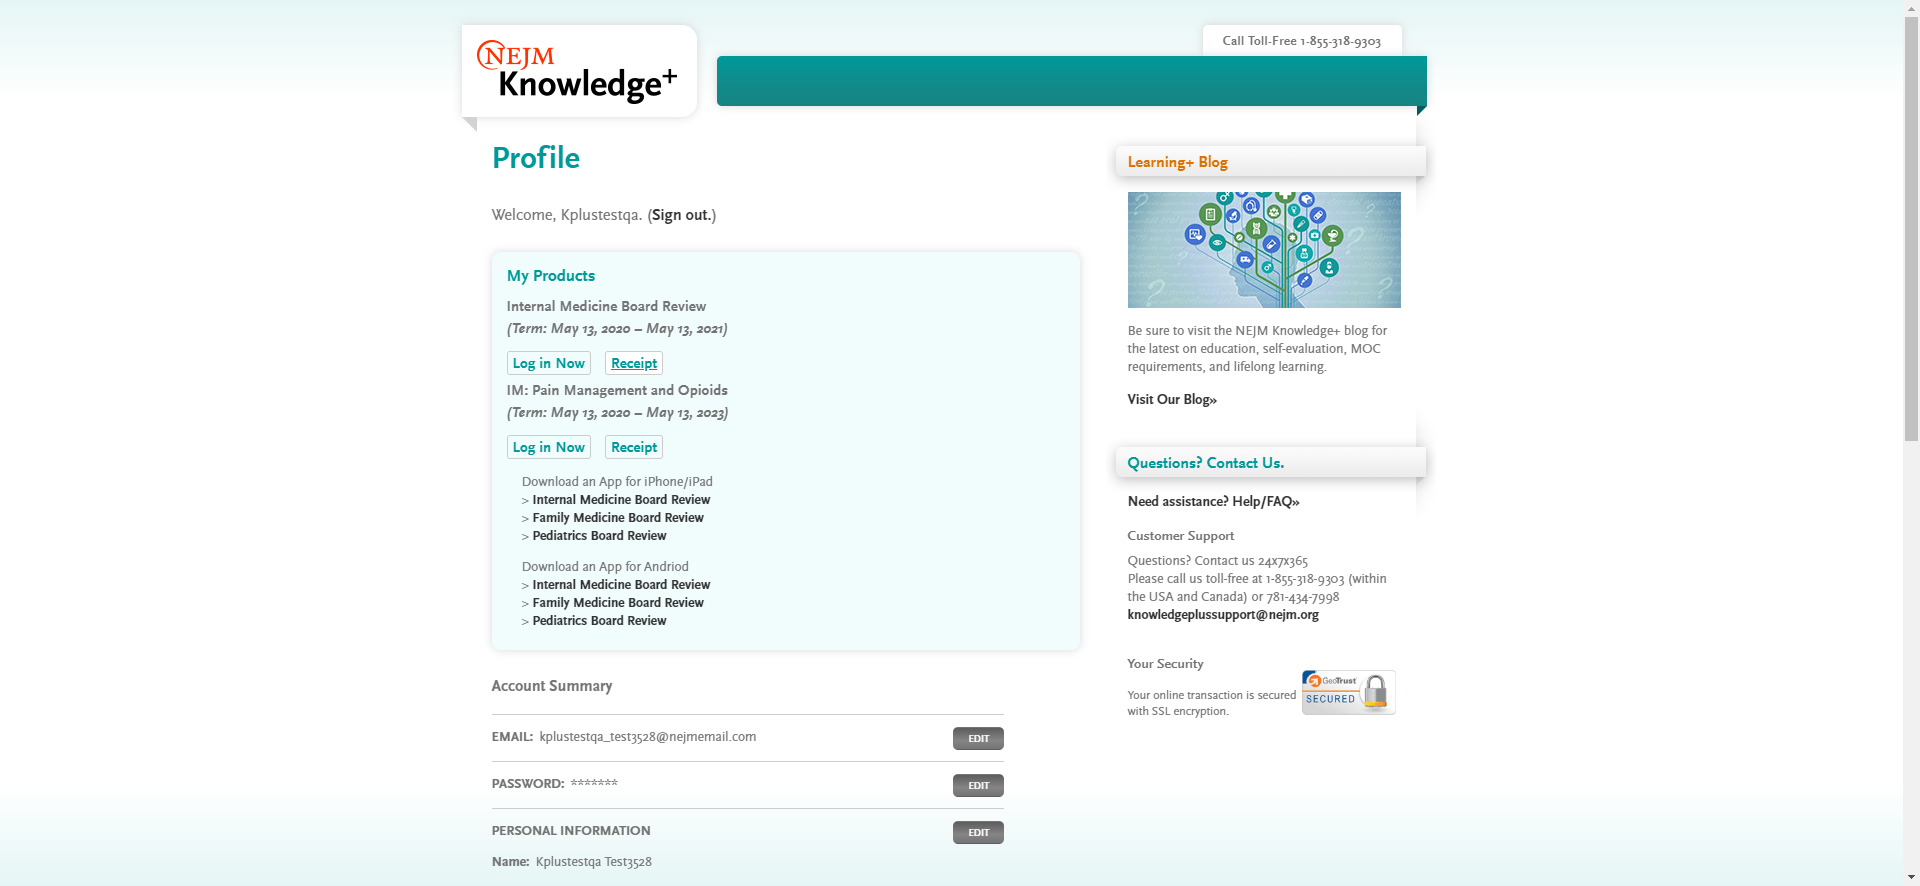 NEJM
Knowledge+
Call Toll-Free 1-855-318-9303
Profile
Welcome, Kplustestqa. (Sign out.)
My Products
Internal Medicine Board Review
(Term: May 13, 2020 – May 13, 2021)
Log in Now Receipt
IM: Pain Management and Opioids
(Term: May 13, 2020 – May 13, 2023)
Log in Now Receipt
Download an App for iPhone/iPad
> Internal Medicine Board Review
> Family Medicine Board Review
> Pediatrics Board Review
Download an App for Andriod
> Internal Medicine Board Review
> Family Medicine Board Review
> Pediatrics Board Review
Account Summary
EMAIL: kplustestqa_test3528@nejmemail.com EDIT
PASSWORD: ******* EDIT
PERSONAL INFORMATION EDIT
Name: Kplustestqa Test3528
Learning+ Blog
Be sure to visit the NEJM Knowledge+ blog for
the latest on education, self-evaluation, MOC
requirements, and lifelong learning.
Visit Our Blog»
Questions? Contact Us.
Need assistance? Help/FAQ»
Customer Support
Questions? Contact us 24x7x365
Please call us toll-free at 1-855-318-9303 (within
the USA and Canada) or 781-434-7998
knowledgeplussupport@nejm.org
Your Security
Your online transaction is secured
with SSL encryption.
GeoTrust
SECURED